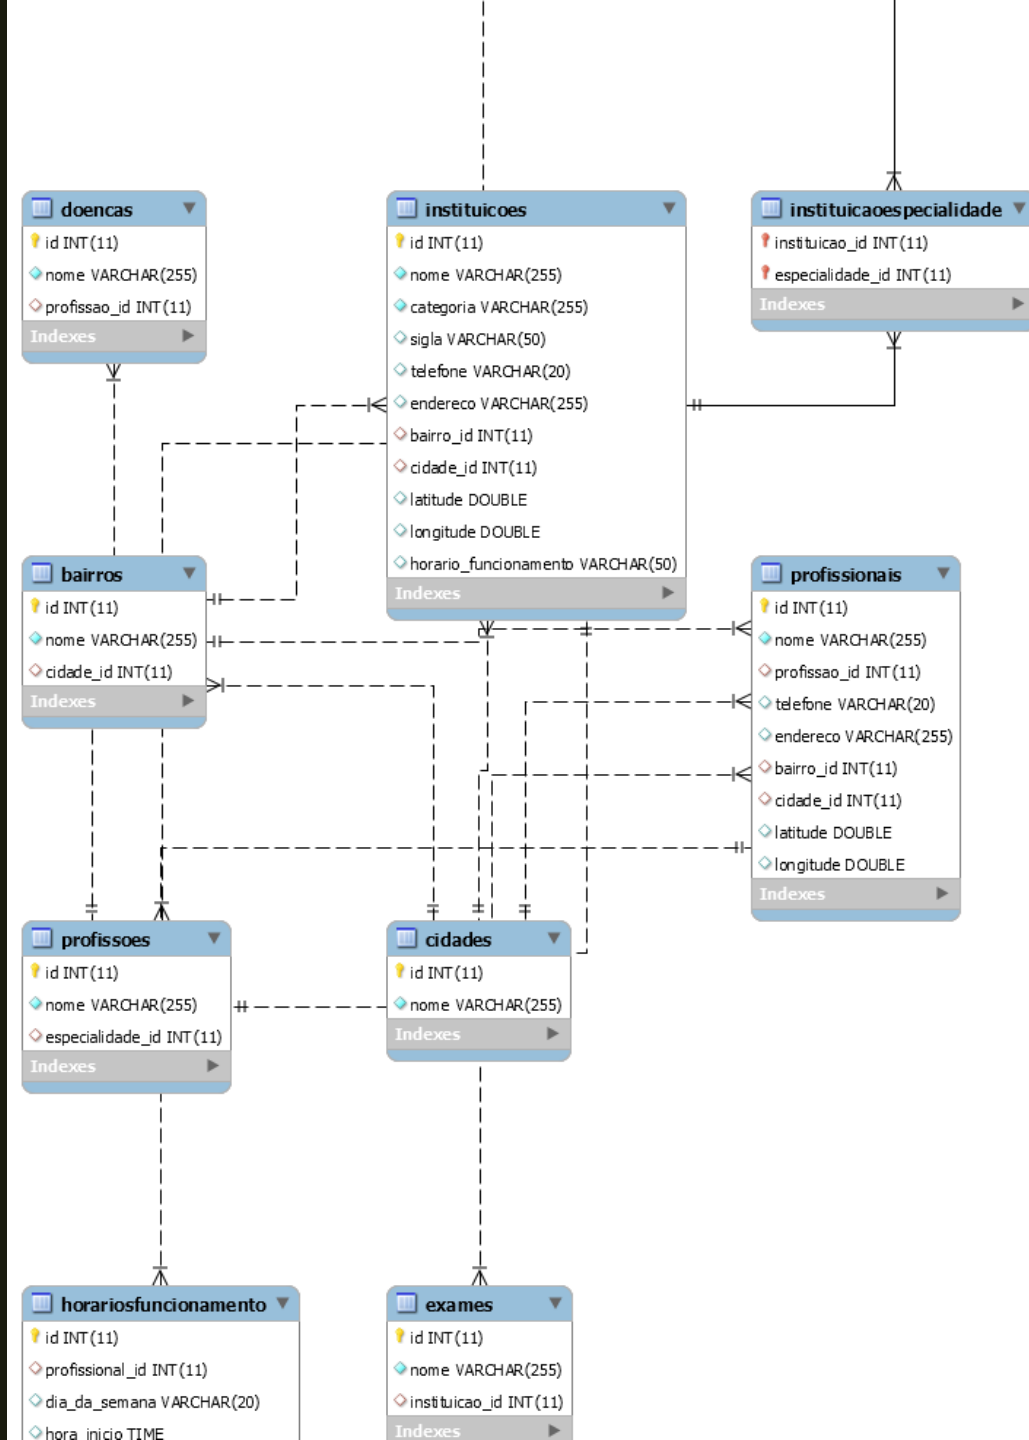 doencas
id INT(11)
nome VARCHAR(255)
profissao_id INT(11)
Indexes
instituicoes
id INT(11)
nome VARCHAR(255)
categoria VARCHAR(255)
sigla VARCHAR(50)
telefone VARCHAR(20)
endereco VARCHAR(255)
bairro_id INT(11)
cidade_id INT(11)
latitude DOUBLE
longitude DOUBLE
horario_funcionamento VARCHAR(50)
Indexes
instituicaoespecialidade
instituicao_id INT(11)
especialidade_id INT(11)
Indexes
bairros
id INT(11)
nome VARCHAR(255)
cidade_id INT(11)
Indexes
profissionais
id INT(11)
nome VARCHAR(255)
profissao_id INT(11)
telefone VARCHAR(20)
endereco VARCHAR(255)
bairro_id INT(11)
cidade_id INT(11)
latitude DOUBLE
longitude DOUBLE
Indexes
profissoes
id INT(11)
nome VARCHAR(255)
especialidade_id INT(11)
Indexes
cidades
id INT(11)
nome VARCHAR(255)
Indexes
horariosfuncionamento
id INT(11)
profissional_id INT(11)
dia_da_semana VARCHAR(20)
hora_inicio TIME
exames
id INT(11)
nome VARCHAR(255)
instituicao_id INT(11)
Indexes